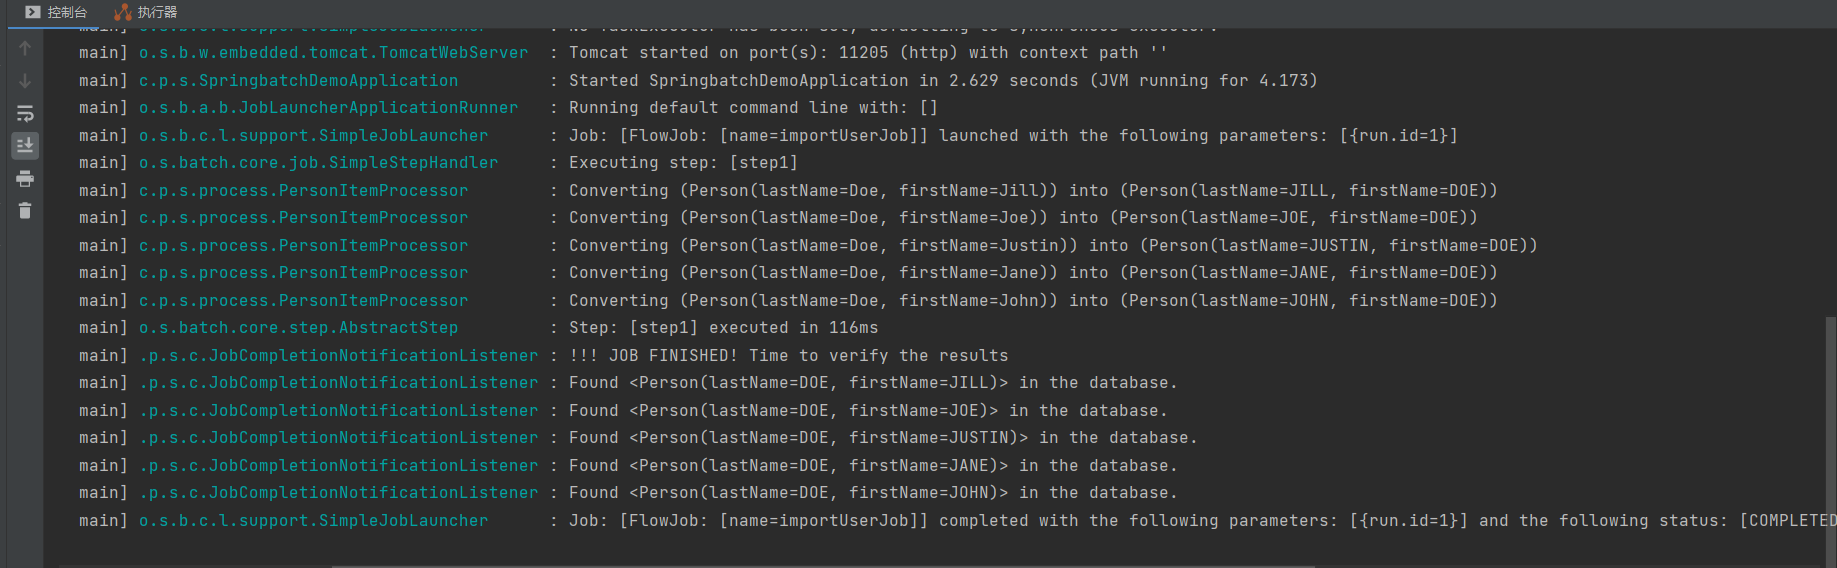 控制台 执行器
main] o.s.b.c.l.support.SimpleJobLauncher : No TaskExecutor has been set, defaulting to synchronous executor.
main] o.s.b.w.embedded.tomcat.TomcatWebServer : Tomcat started on port(s): 11205 (http) with context path ''
main] c.p.s.SpringbatchDemoApplication : Started SpringbatchDemoApplication in 2.629 seconds (JVM running for 4.173)
main] o.s.b.a.b.JobLauncherApplicationRunner : Running default command line with: []
main] o.s.b.c.l.support.SimpleJobLauncher : Job: [FlowJob: [name=importUserJob]] launched with the following parameters: [{run.id=1}]
main] o.s.batch.core.job.SimpleStepHandler : Executing step: [step1]
main] c.p.s.process.PersonItemProcessor : Converting (Person(lastName=Doe, firstName=Jill)) into (Person(lastName=JILL, firstName=DOE))
main] c.p.s.process.PersonItemProcessor : Converting (Person(lastName=Doe, firstName=Joe)) into (Person(lastName=JOE, firstName=DOE))
main] c.p.s.process.PersonItemProcessor : Converting (Person(lastName=Doe, firstName=Justin)) into (Person(lastName=JUSTIN, firstName=DOE))
main] c.p.s.process.PersonItemProcessor : Converting (Person(lastName=Doe, firstName=Jane)) into (Person(lastName=JANE, firstName=DOE))
main] c.p.s.process.PersonItemProcessor : Converting (Person(lastName=Doe, firstName=John)) into (Person(lastName=JOHN, firstName=DOE))
main] o.s.batch.core.step.AbstractStep : Step: [step1] executed in 116ms
main] .p.s.c.JobCompletionNotificationListener : !!! JOB FINISHED! Time to verify the results
main] .p.s.c.JobCompletionNotificationListener : Found <Person(lastName=DOE, firstName=JILL)> in the database.
main] .p.s.c.JobCompletionNotificationListener : Found <Person(lastName=DOE, firstName=JOE)> in the database.
main] .p.s.c.JobCompletionNotificationListener : Found <Person(lastName=DOE, firstName=JUSTIN)> in the database.
main] .p.s.c.JobCompletionNotificationListener : Found <Person(lastName=DOE, firstName=JANE)> in the database.
main] .p.s.c.JobCompletionNotificationListener : Found <Person(lastName=DOE, firstName=JOHN)> in the database.
main] o.s.b.c.l.support.SimpleJobLauncher : Job: [FlowJob: [name=importUserJob]] completed with the following parameters: [{run.id=1}] and the following status: [COMPLETED